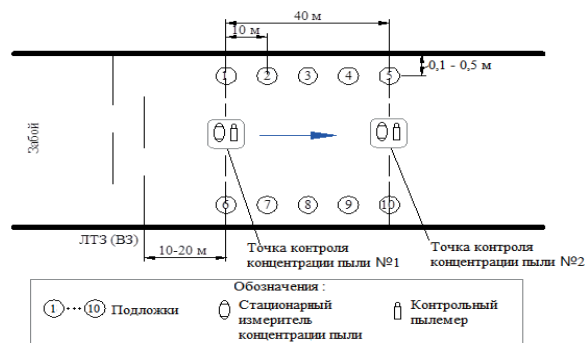 40 м
10 м
0,1 - 0,5 м
1
2
3
4
5
Забой
6
7
8
9
10
ЛТЗ (ВЗ)
10-20 м
Точка контроля
концентрации пыли №1
Точка контроля
концентрации пыли №2
Обозначения :
1 ··· 10 Подложки
Стационарный
измеритель
концентрации пыли
Контрольный
пылемер